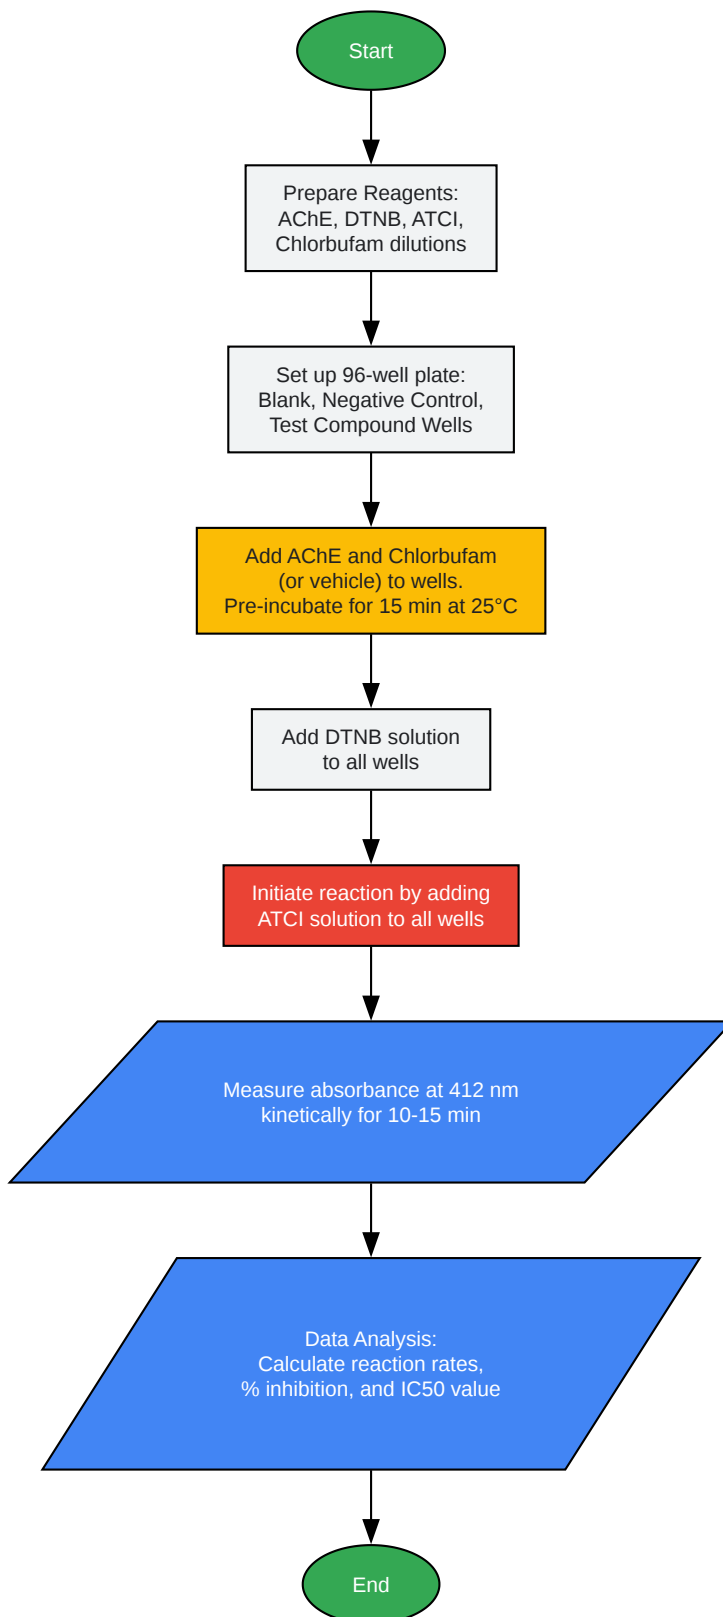 Start
Prepare Reagents:
AChE, DTNB, ATCI,
Chlorbufam dilutions
Set up 96-well plate:
Blank, Negative Control,
Test Compound Wells
Add AChE and Chlorbufam
(or vehicle) to wells.
Pre-incubate for 15 min at 25°C
Add DTNB solution
to all wells
Initiate reaction by adding
ATCI solution to all wells
Measure absorbance at 412 nm
kinetically for 10-15 min
Data Analysis:
Calculate reaction rates,
% inhibition, and IC50 value
End